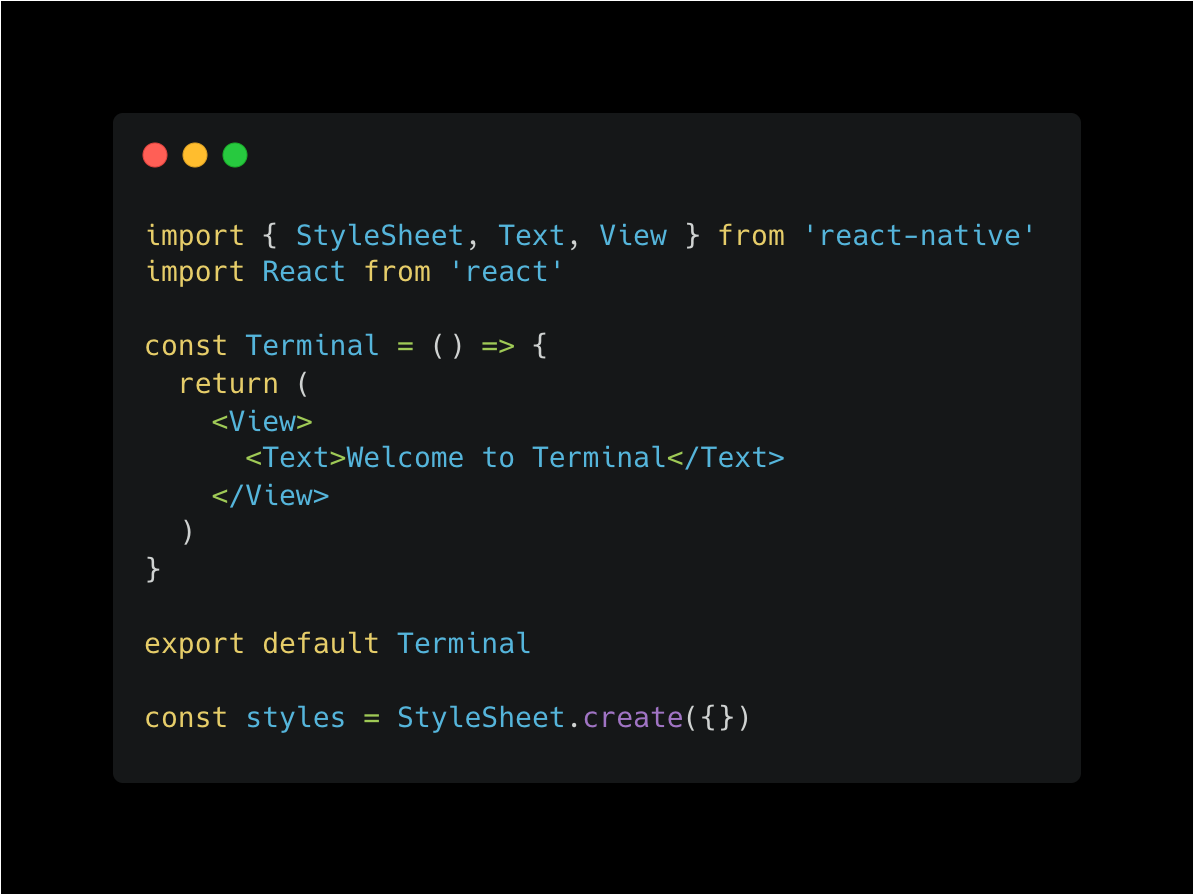 import { StyleSheet, Text, View } from 'react-native'
import React from 'react'

const Terminal = () => {
  return (
    <View>
      <Text>Welcome to Terminal</Text>
    </View>
  )
}

export default Terminal

const styles = StyleSheet.create({})